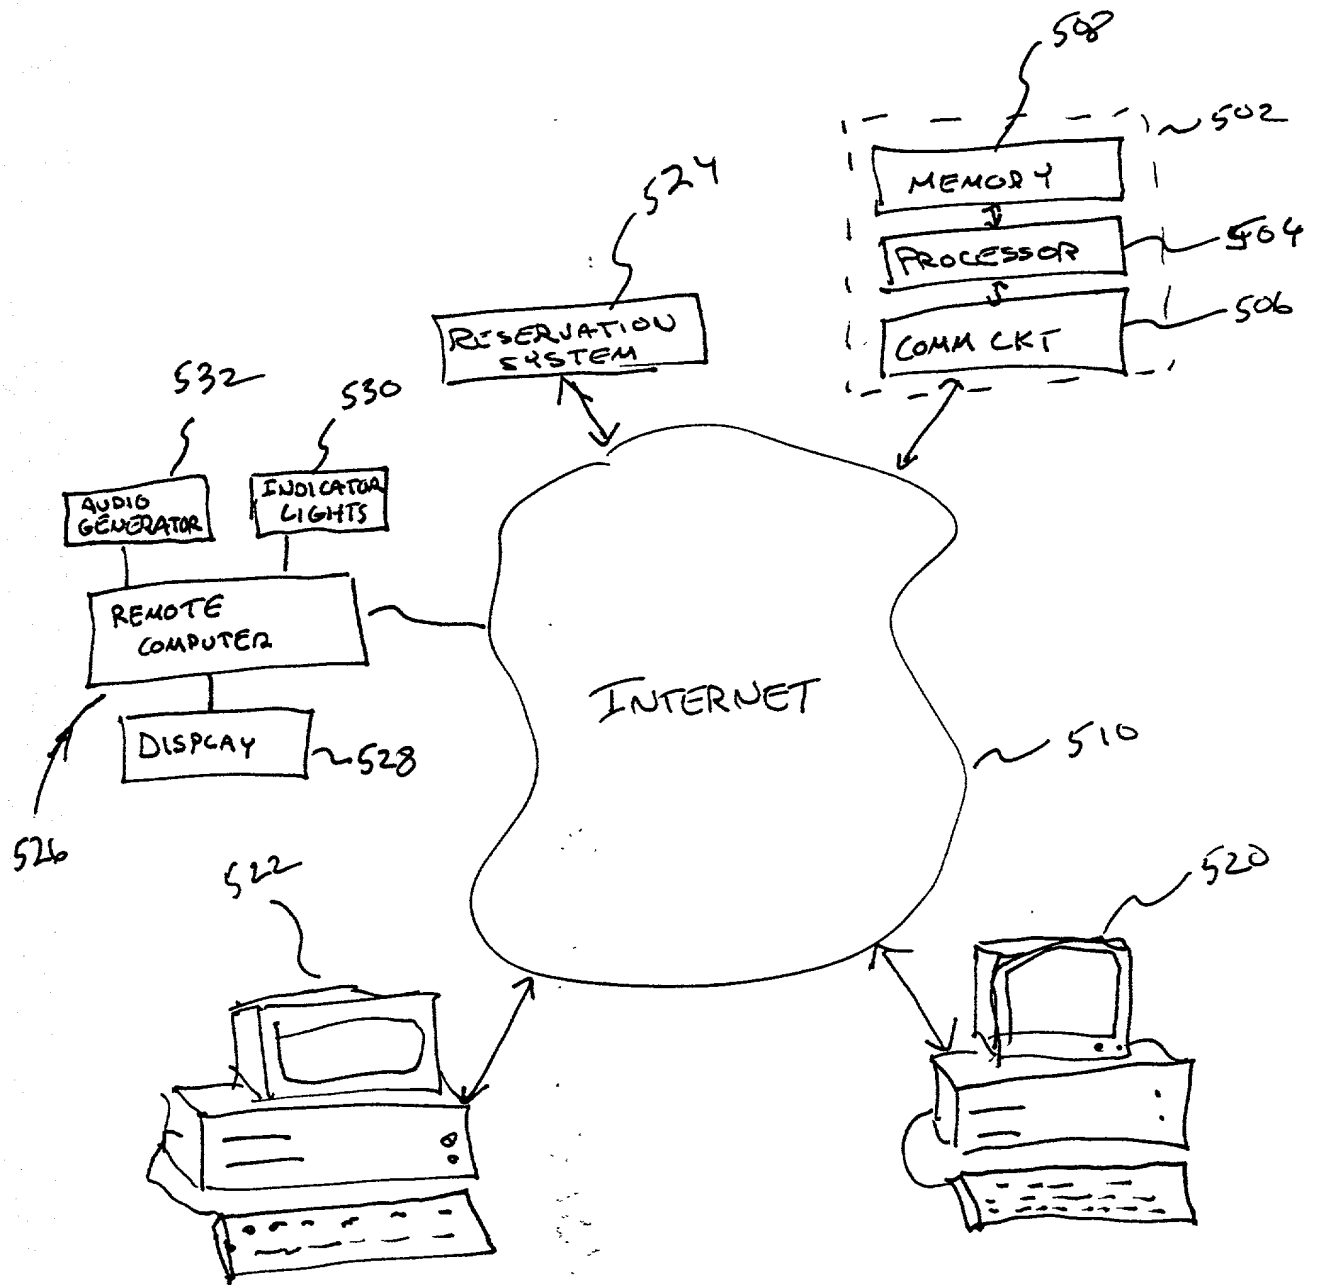 508
502
MEMORY
524
504
PROCESSOR
506
COMM CKT
RESERVATION
SYSTEM
532
530
AUDIO
GENERATOR
INDICATOR
LIGHTS
REMOTE
COMPUTER
INTERNET
DISPLAY
528
510
526
522
520